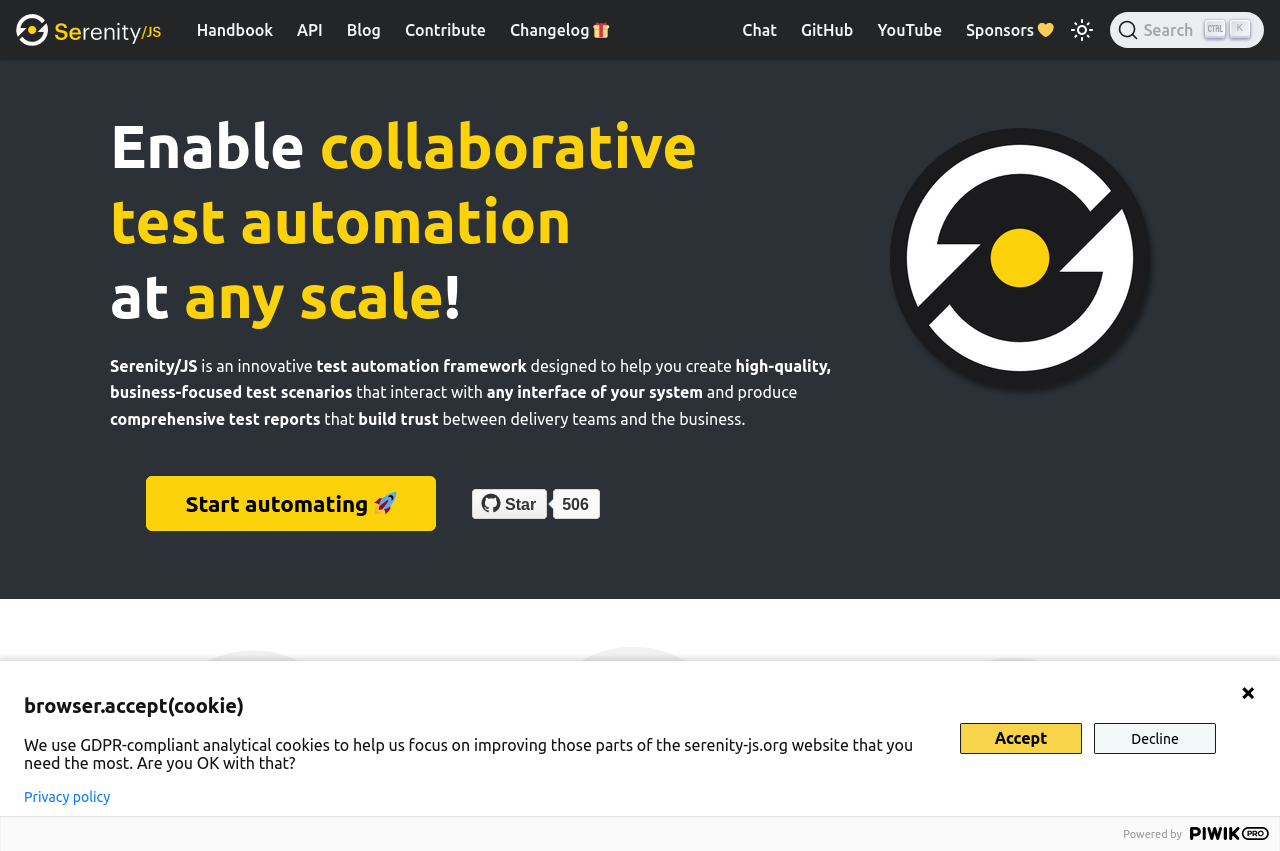 Serenity/JS Handbook API Blog Contribute Changelog Chat GitHub YouTube Sponsors Search CTRL K
Enable collaborative
test automation
at any scale!
Serenity/JS is an innovative test automation framework designed to help you create high-quality,
business-focused test scenarios that interact with any interface of your system and produce
comprehensive test reports that build trust between delivery teams and the business.
Start automating Star 506
browser.accept(cookie)
We use GDPR-compliant analytical cookies to help us focus on improving those parts of the serenity-js.org website that you
need the most. Are you OK with that?
Accept Decline
Privacy policy
Powered by PIWIK PRO